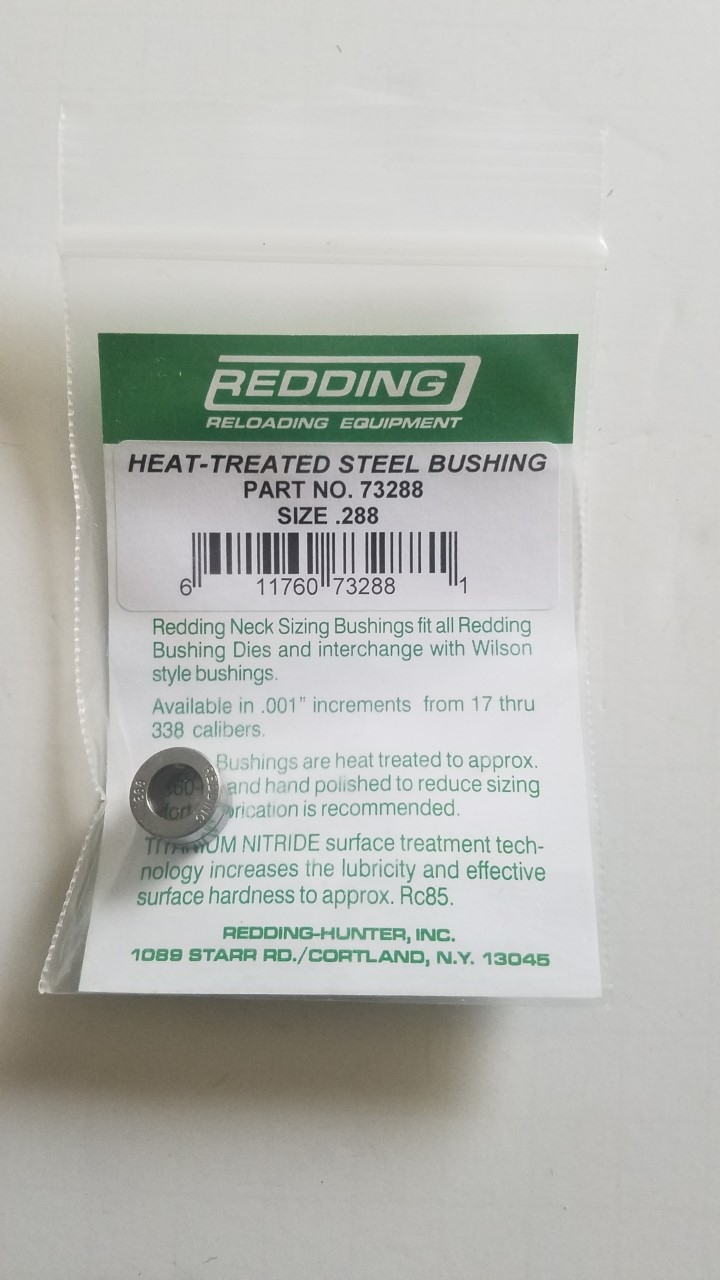 REDDING
RELOADING EQUIPMENT
HEAT-TREATED STEEL BUSHING
PART NO. 73288
SIZE .288
6 11760 73288 1
Redding Neck Sizing Bushings fit all Redding
Bushing Dies and interchange with Wilson
style bushings.
Available in .001" increments from 17 thru
338 calibers.
Bushings are heat treated to approx.
and hand polished to reduce sizing
is recommended.
TITANIUM NITRIDE surface treatment tech-
nology increases the lubricity and effective
surface hardness to approx. Rc85.
REDDING-HUNTER, INC.
1089 STARR RD./CORTLAND, N.Y. 13045